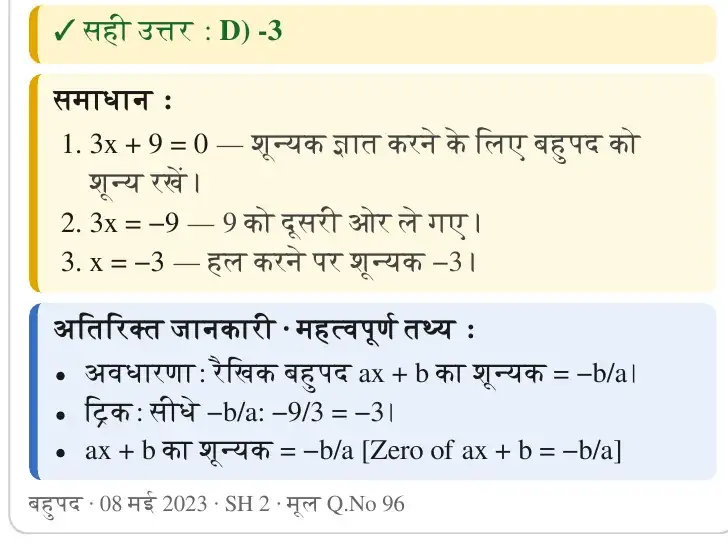 ✓ सही उत्तर : D) -3
समाधान :
1. 3x + 9 = 0 — शून्यक ज्ञात करने के लिए बहुपद को
शून्य रखें।
2. 3x = −9 — 9 को दूसरी ओर ले गए।
3. x = −3 — हल करने पर शून्यक −3।
अतिरिक्त जानकारी · महत्वपूर्ण तथ्य :
• अवधारणा : रैखिक बहुपद ax + b का शून्यक = −b/a।
• ट्रिक : सीधे −b/a: −9/3 = −3।
• ax + b का शून्यक = −b/a [Zero of ax + b = −b/a]
बहुपद · 08 मई 2023 · SH 2 · मूल Q.No 96